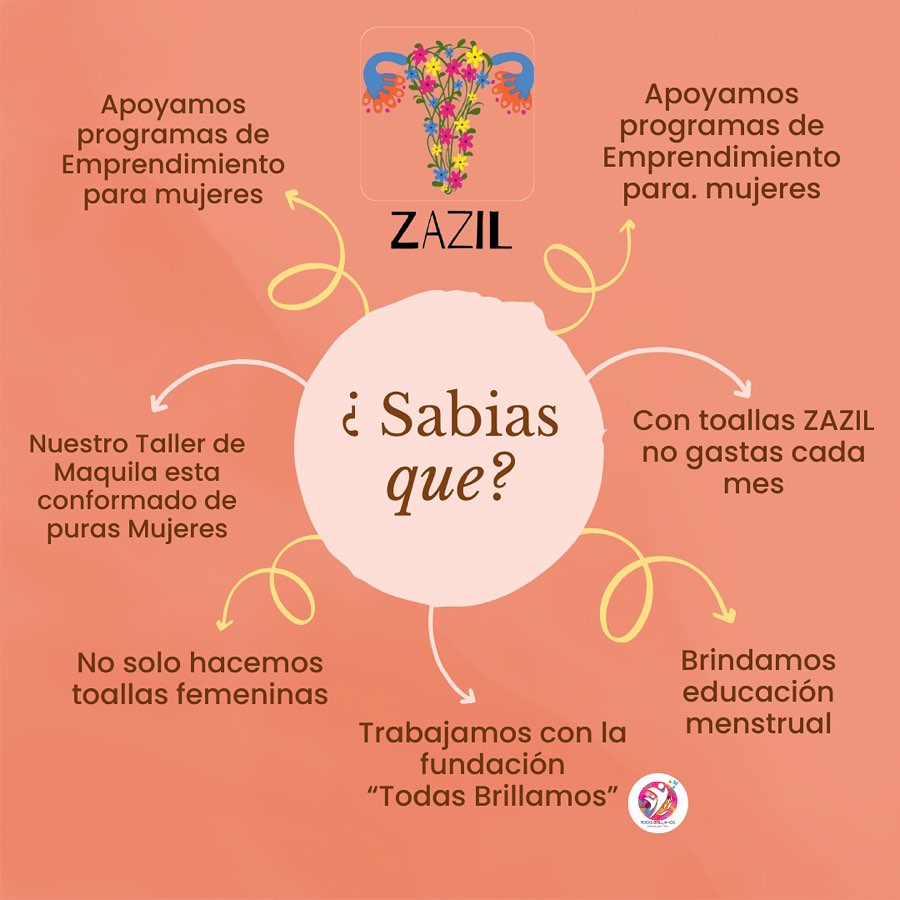 ZAZIL
Apoyamos
programas de
Emprendimiento
para mujeres
Apoyamos
programas de
Emprendimiento
para. mujeres
¿ Sabias
que?
Nuestro Taller de
Maquila esta
conformado de
puras Mujeres
Con toallas ZAZIL
no gastas cada
mes
No solo hacemos
toallas femeninas
Brindamos
educación
menstrual
Trabajamos con la
fundación
“Todas Brillamos”
TODAS BRILLAMOS